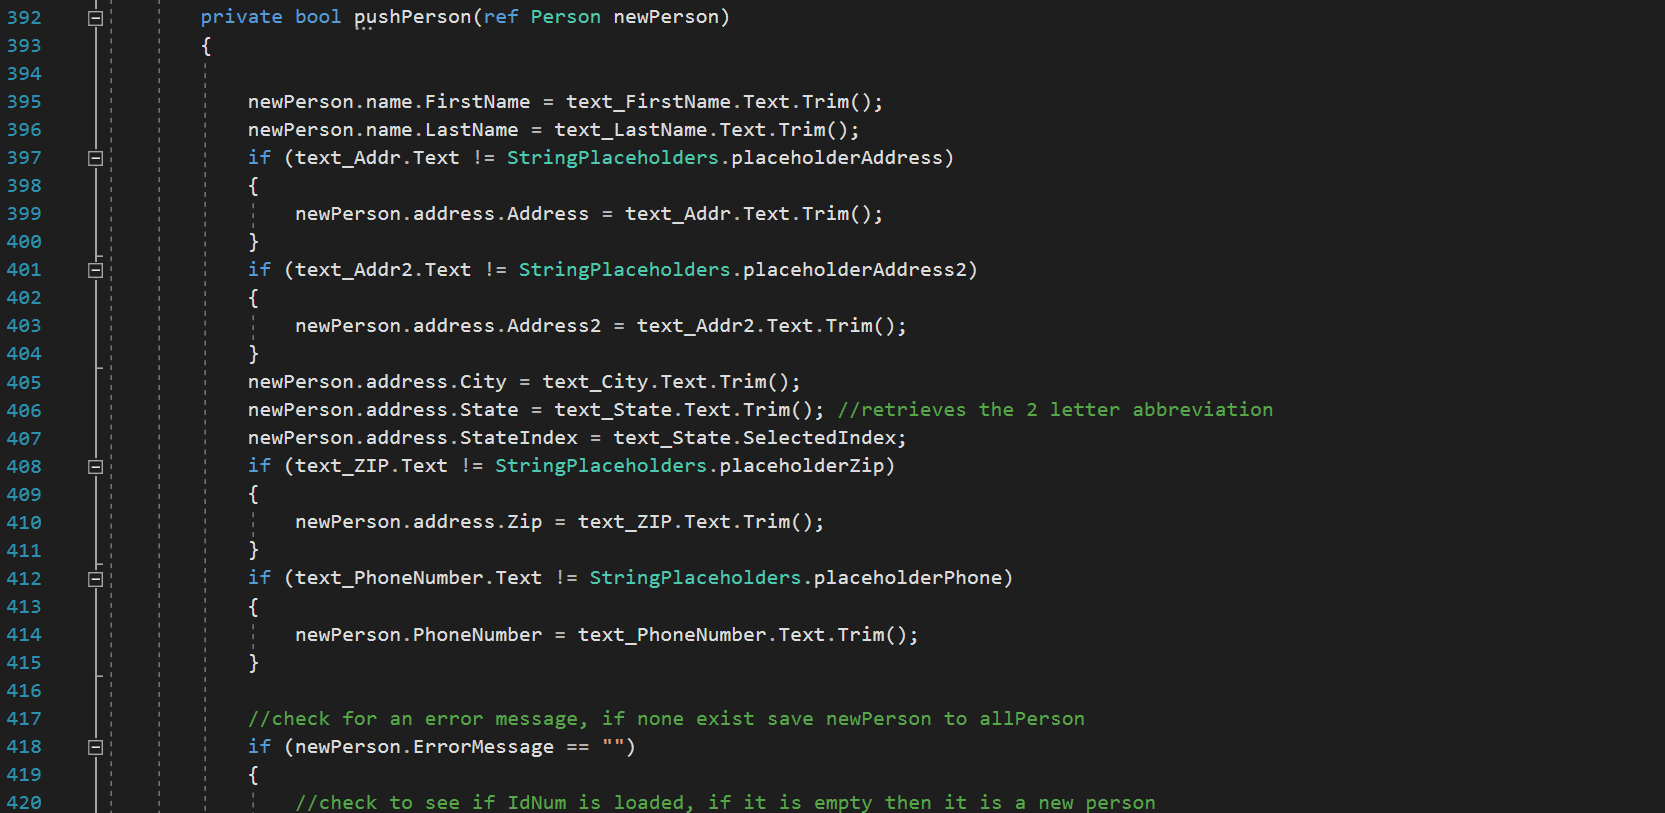 392 private bool pushPerson(ref Person newPerson)
393 {
394
395 newPerson.name.FirstName = text_FirstName.Text.Trim();
396 newPerson.name.LastName = text_LastName.Text.Trim();
397 if (text_Addr.Text != StringPlaceholders.placeholderAddress)
398 {
399 newPerson.address.Address = text_Addr.Text.Trim();
400 }
401 if (text_Addr2.Text != StringPlaceholders.placeholderAddress2)
402 {
403 newPerson.address.Address2 = text_Addr2.Text.Trim();
404 }
405 newPerson.address.City = text_City.Text.Trim();
406 newPerson.address.State = text_State.Text.Trim(); //retrieves the 2 letter abbreviation
407 newPerson.address.StateIndex = text_State.SelectedIndex;
408 if (text_ZIP.Text != StringPlaceholders.placeholderZip)
409 {
410 newPerson.address.Zip = text_ZIP.Text.Trim();
411 }
412 if (text_PhoneNumber.Text != StringPlaceholders.placeholderPhone)
413 {
414 newPerson.PhoneNumber = text_PhoneNumber.Text.Trim();
415 }
416
417 //check for an error message, if none exist save newPerson to allPerson
418 if (newPerson.ErrorMessage == "")
419 {
420 //check to see if IdNum is loaded, if it is empty then it is a new person